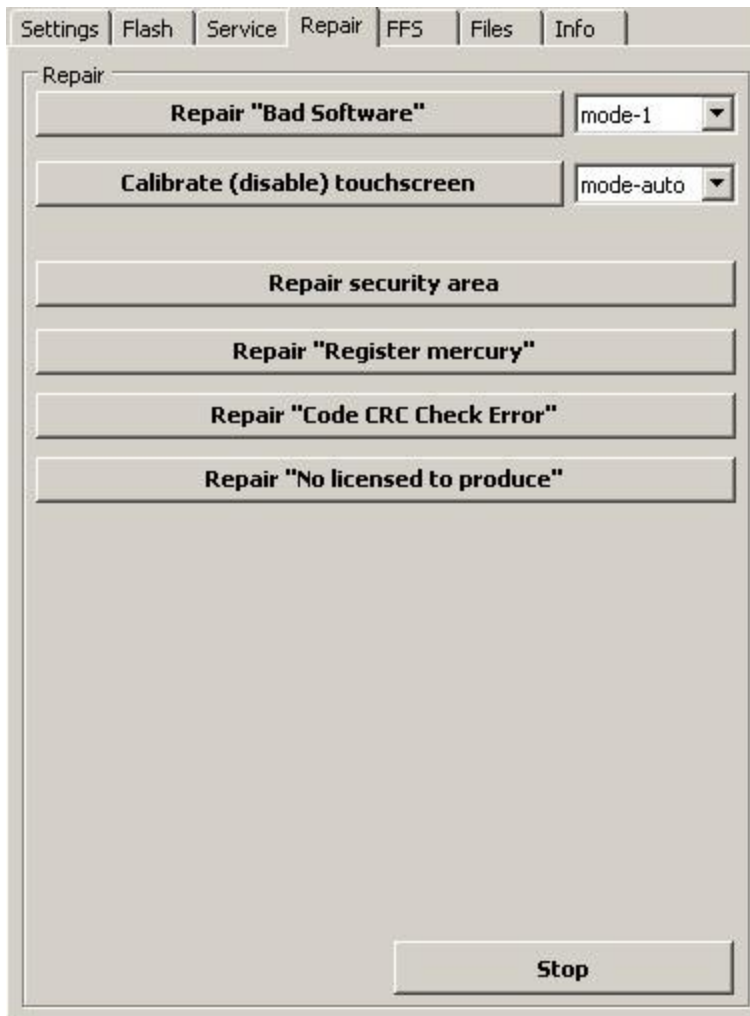 Settings Flash Service Repair FFS Files Info
Repair
Repair "Bad Software" mode-1
Calibrate (disable) touchscreen mode-auto
Repair security area
Repair "Register mercury"
Repair "Code CRC Check Error"
Repair "No licensed to produce"
Stop